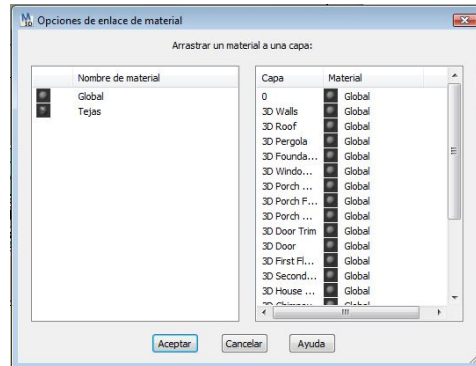 Opciones de enlace de material
Arrastrar un material a una capa:
Nombre de material
Global
Tejas
Capa Material
0 Global
3D Walls Global
3D Roof Global
3D Pergola Global
3D Founda... Global
3D Windo... Global
3D Porch ... Global
3D Porch F... Global
3D Porch ... Global
3D Door Trim Global
3D Door Global
3D First Fl... Global
3D Second... Global
3D House ... Global
3D Chimney Global
Aceptar Cancelar Ayuda